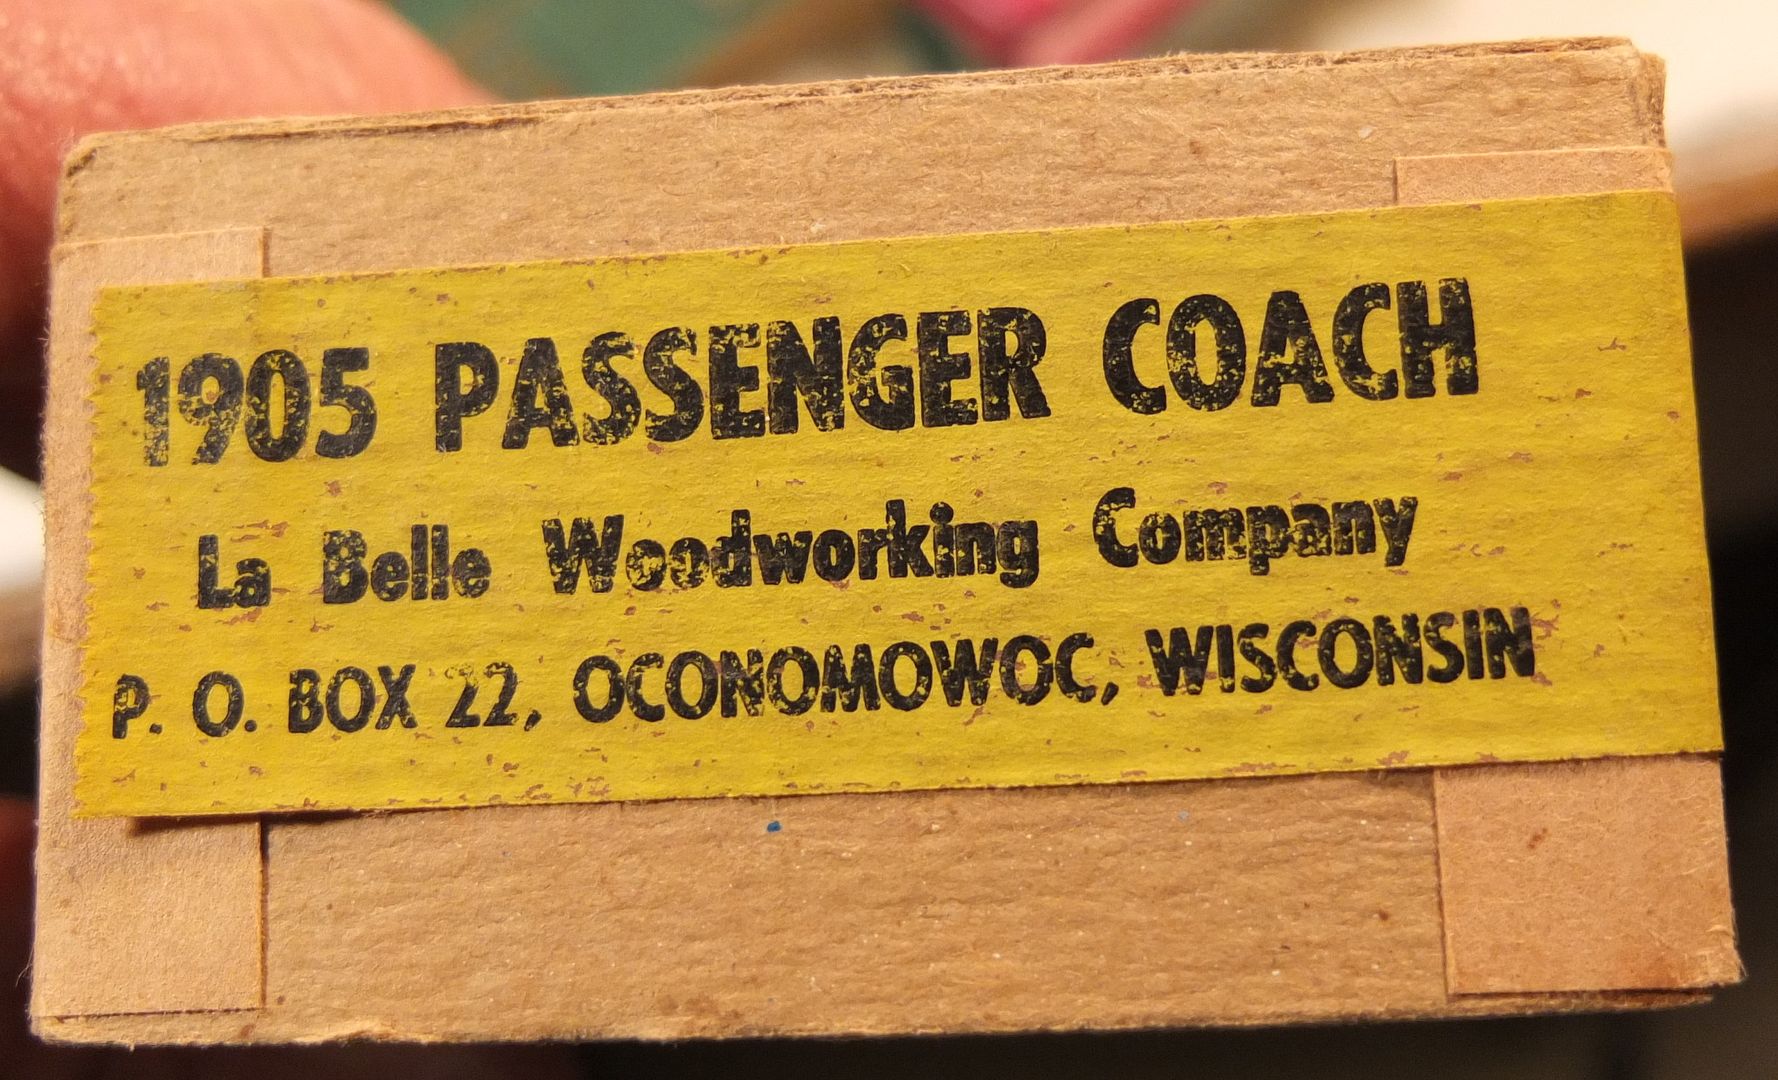 1905 PASSENGER COACH
La Belle Woodworking Company
P. O. BOX 22, OCONOMOWOC, WISCONSIN